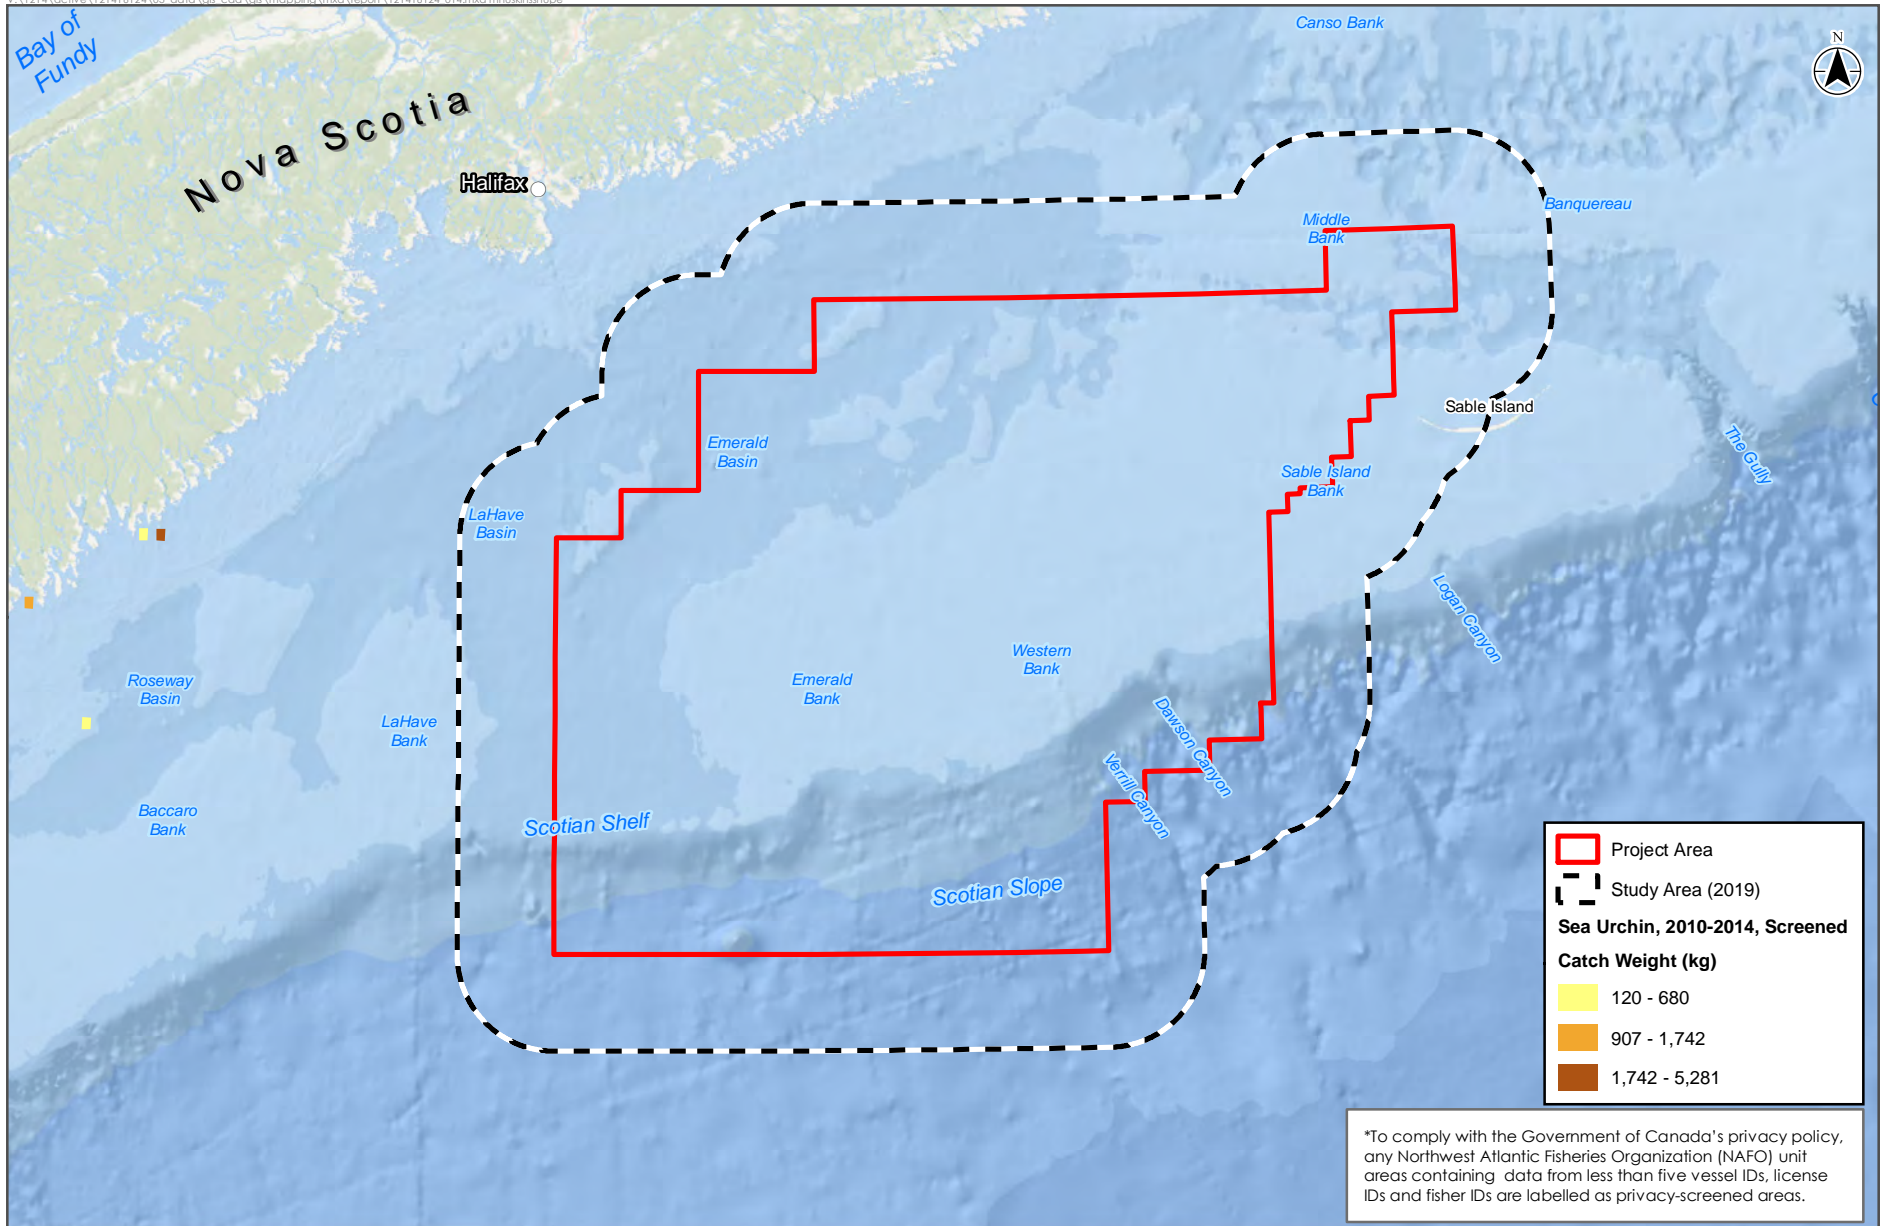 Canso Bank
Bay of
Fundy
N
Nova Scotia
Halifax
Banquereau
Middle
Bank
Sable Island
Emerald
Basin
The Gully
Sable Island
Bank
LaHave
Basin
Logan Canyon
Western
Bank
Roseway
Basin
Emerald
Bank
LaHave
Bank
Dawson Canyon
Verrill Canyon
Baccaro
Bank
Scotian Shelf
Scotian Slope
Project Area
Study Area (2019)
Sea Urchin, 2010-2014, Screened
Catch Weight (kg)
120 - 680
907 - 1,742
1,742 - 5,281
*To comply with the Government of Canada's privacy policy,
any Northwest Atlantic Fisheries Organization (NAFO) unit
areas containing data from less than five vessel IDs, license
IDs and fisher IDs are labelled as privacy-screened areas.